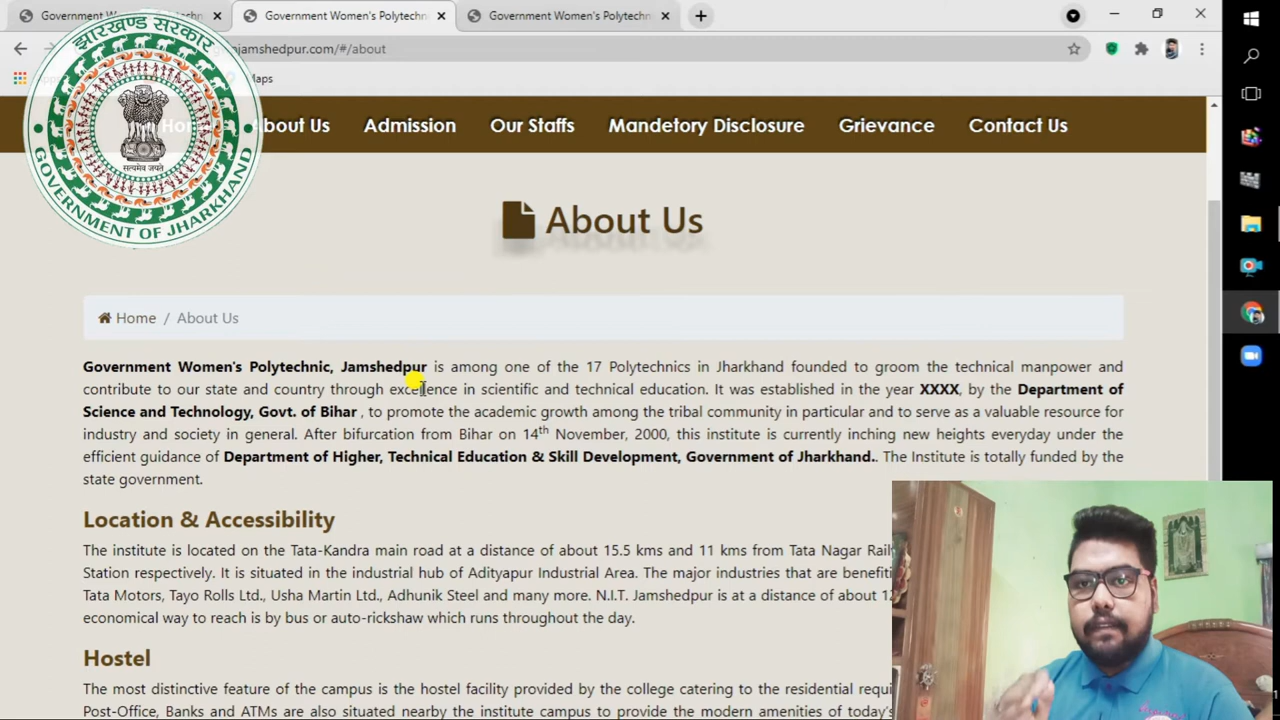 Government Women's Polytechn
Government Women's Polytechn
Government Women's Polytechn
jamshedpur.com/#/about
Maps
झारखण्ड सरकार
सत्यमेव जयते
GOVERNMENT OF JHARKHAND
About Us
Admission
Our Staffs
Mandetory Disclosure
Grievance
Contact Us
About Us
Home / About Us
Government Women's Polytechnic, Jamshedpur is among one of the 17 Polytechnics in Jharkhand founded to groom the technical manpower and
contribute to our state and country through excellence in scientific and technical education. It was established in the year XXXX, by the Department of
Science and Technology, Govt. of Bihar , to promote the academic growth among the tribal community in particular and to serve as a valuable resource for
industry and society in general. After bifurcation from Bihar on 14th November, 2000, this institute is currently inching new heights everyday under the
efficient guidance of Department of Higher, Technical Education & Skill Development, Government of Jharkhand.. The Institute is totally funded by the
state government.
Location & Accessibility
The institute is located on the Tata-Kandra main road at a distance of about 15.5 kms and 11 kms from Tata Nagar Rail
Station respectively. It is situated in the industrial hub of Adityapur Industrial Area. The major industries that are benefiti
Tata Motors, Tayo Rolls Ltd., Usha Martin Ltd., Adhunik Steel and many more. N.I.T. Jamshedpur is at a distance of about 12
economical way to reach is by bus or auto-rickshaw which runs throughout the day.
Hostel
The most distinctive feature of the campus is the hostel facility provided by the college catering to the residential requi
Post-Office, Banks and ATMs are also situated nearby the institute campus to provide the modern amenities of today's